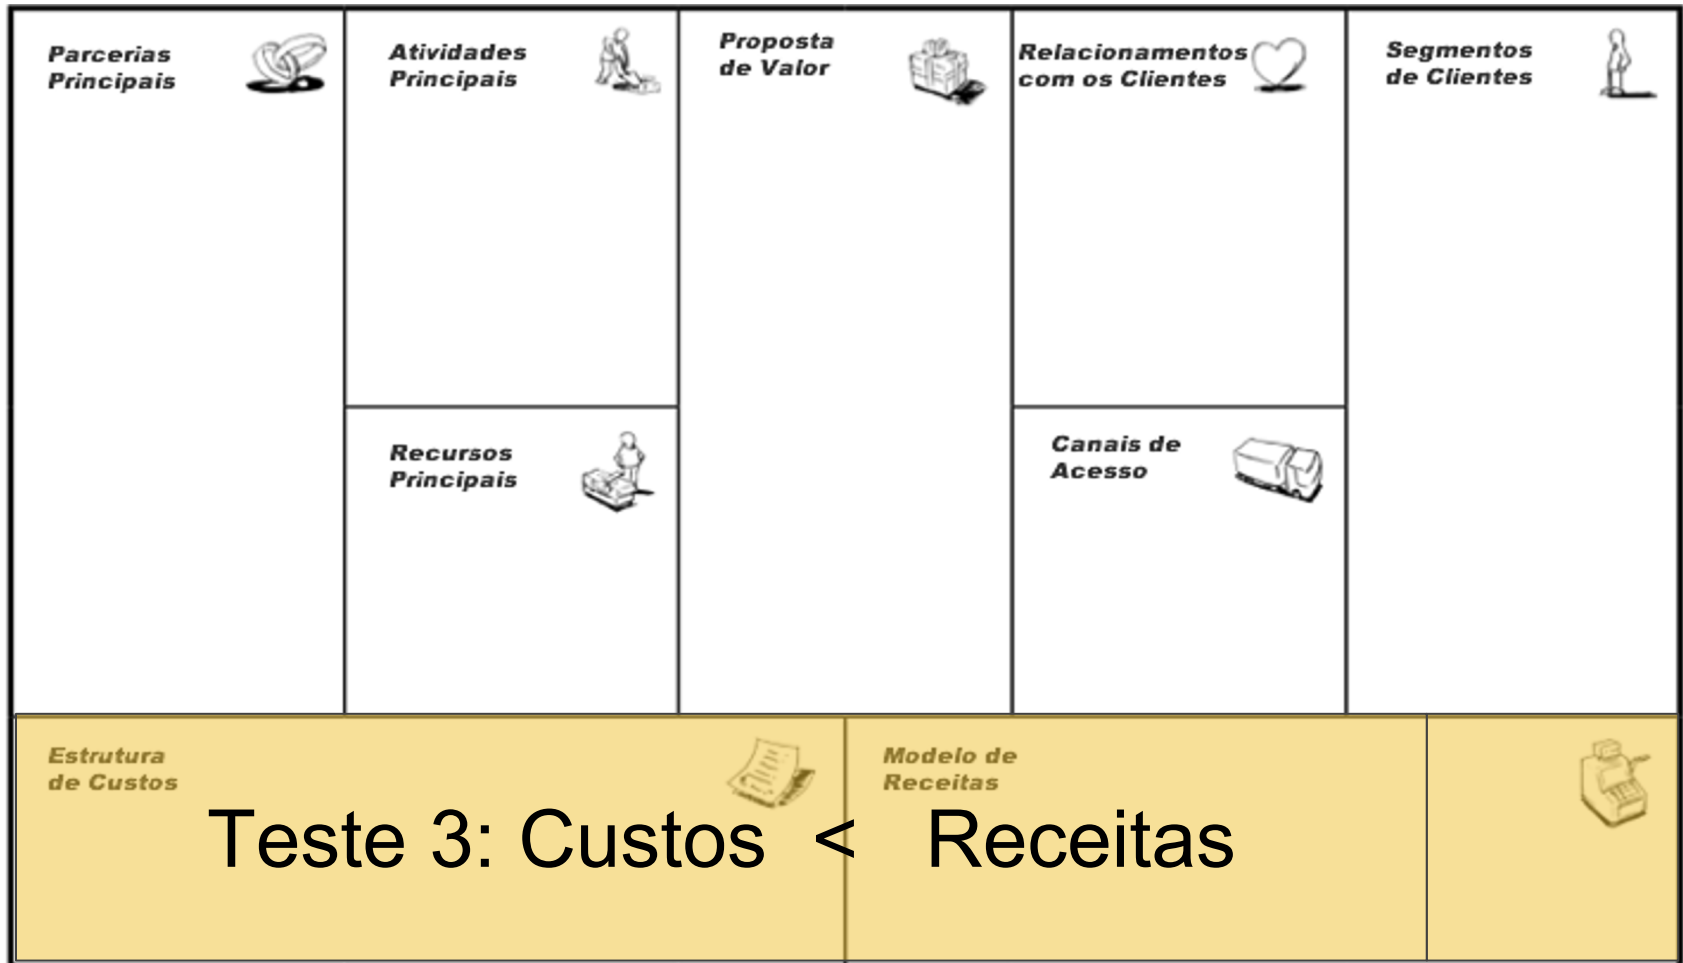 Parcerias
Principais
Atividades
Principais
Proposta
de Valor
Relacionamentos
com os Clientes
Segmentos
de Clientes
Recursos
Principais
Canais de
Acesso
Estrutura
de Custos
Modelo de
Receitas
Teste 3: Custos < Receitas